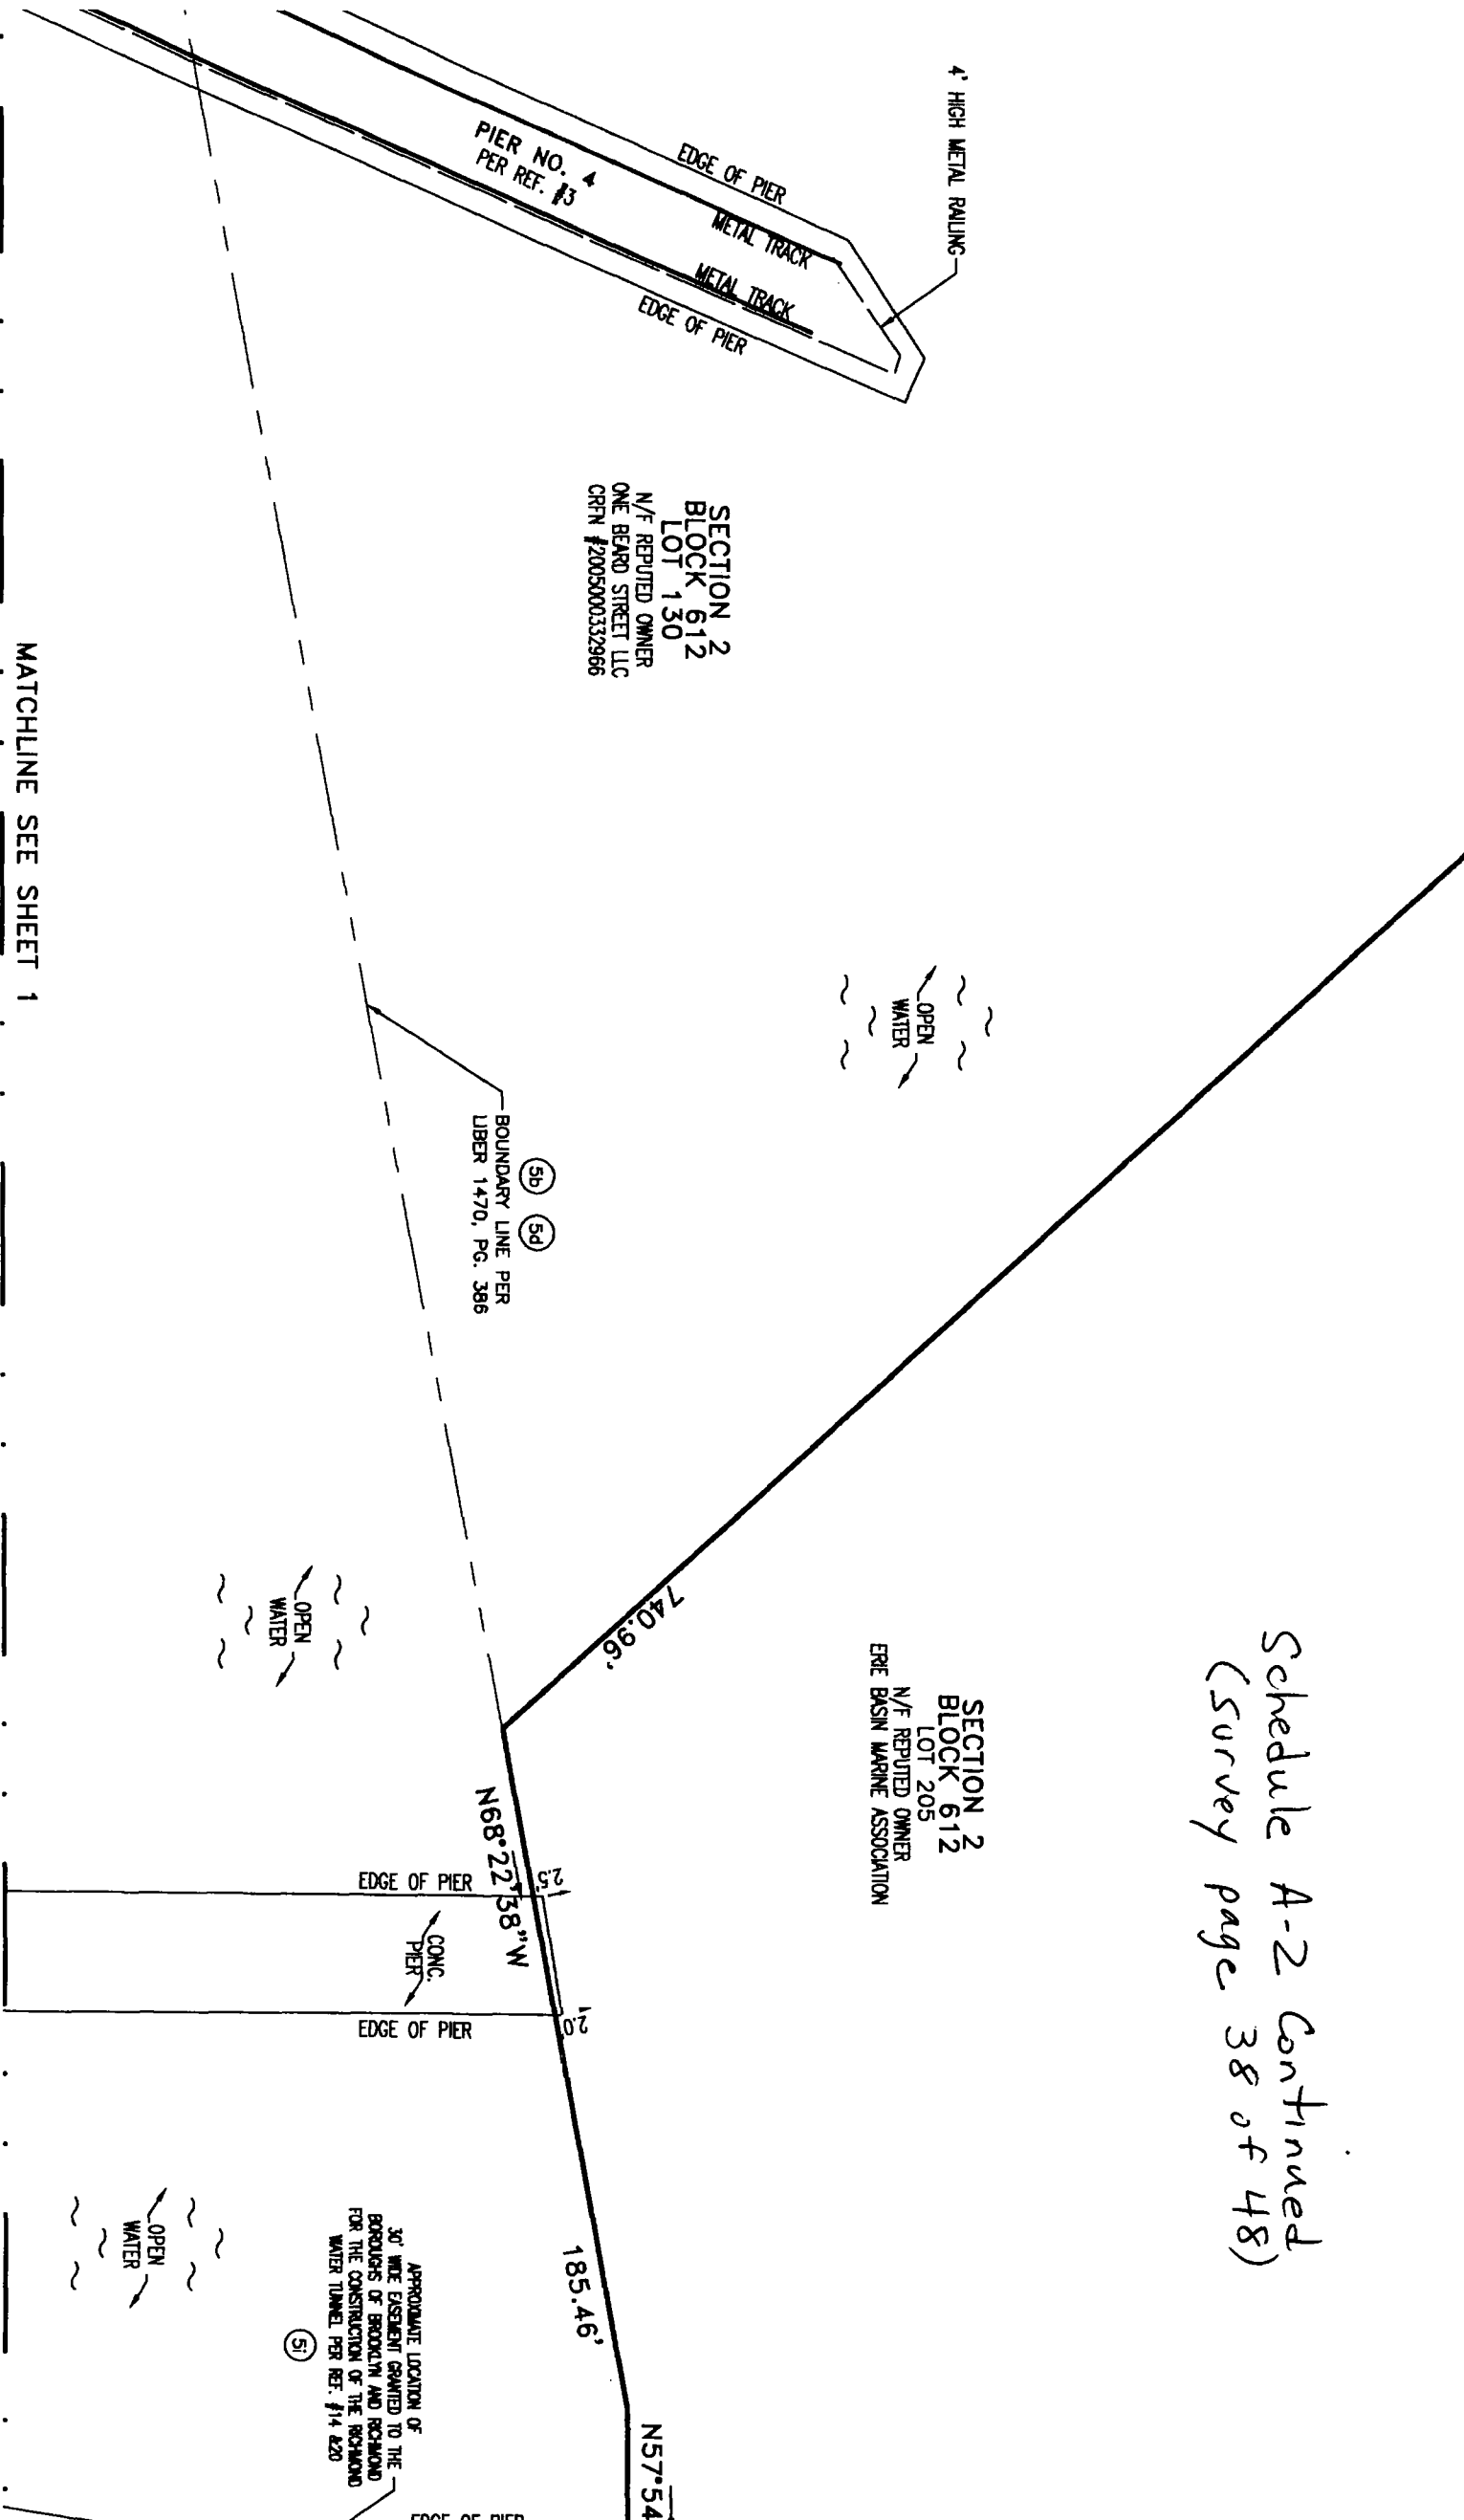 Schedule A-2 Continued
(survey page 38 of 48)
4' HIGH METAL RAILING
EDGE OF PIER
METAL TRACK
PIER NO. 4
PER REF. #3
METAL TRACK
EDGE OF PIER
SECTION 2
BLOCK 612
LOT 130
N/F REPUTED OWNER
ONE BEARD STREET LLC
CRFN #2005000332966
OPEN
WATER
5b 5d
BOUNDARY LINE PER
LIBER 1470, PG. 386
740.96'
SECTION 2
BLOCK 612
LOT 205
N/F REPUTED OWNER
ERIE BASIN MARINE ASSOCIATION
OPEN
WATER
N68°22'38"W
2.5'
EDGE OF PIER
CONC.
PIER
2.0'
EDGE OF PIER
185.46'
N57°54
OPEN
WATER
APPROXIMATE LOCATION OF
30' WIDE EASEMENT GRANTED TO THE
BOROUGHS OF BROOKLYN AND RICHMOND
FOR THE CONSTRUCTION OF THE RICHMOND
WATER TUNNEL PER REF. #14 &20
5i
EDGE OF PIER
MATCHLINE SEE SHEET 1